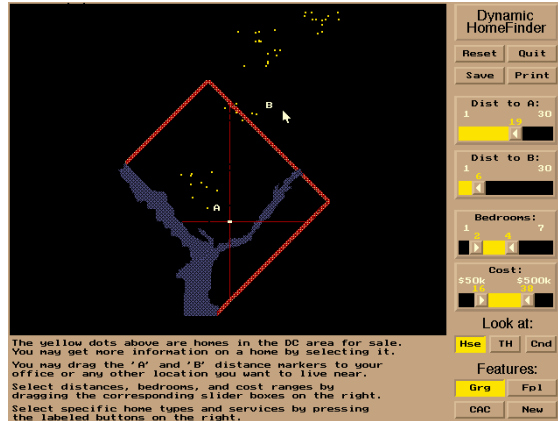 Dynamic
HomeFinder
Reset Quit
Save Print
Dist to A:
1 30
19
Dist to B:
1 30
6
Bedrooms:
1 7
2 4
Cost:
$50k $500k
16 38
Look at:
Hse TH Cnd
Features:
Grg Fpl
CAC New
B
A
The yellow dots above are homes in the DC area for sale.
You may get more information on a home by selecting it.
You may drag the 'A' and 'B' distance markers to your
office or any other location you want to live near.
Select distances, bedrooms, and cost ranges by
dragging the corresponding slider boxes on the right.
Select specific home types and services by pressing
the labeled buttons on the right.